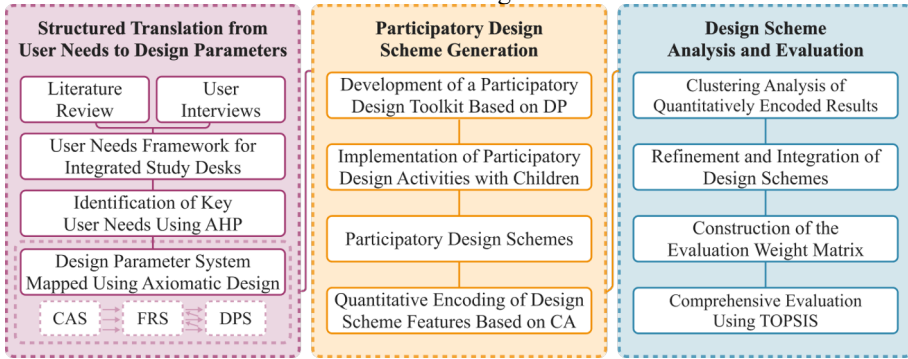 Structured Translation from
User Needs to Design Parameters
Literature
Review
User
Interviews
User Needs Framework for
Integrated Study Desks
Identification of Key
User Needs Using AHP
Design Parameter System
Mapped Using Axiomatic Design
CAS
FRS
DPS
Participatory Design
Scheme Generation
Development of a Participatory
Design Toolkit Based on DP
Implementation of Participatory
Design Activities with Children
Participatory Design Schemes
Quantitative Encoding of Design
Scheme Features Based on CA
Design Scheme
Analysis and Evaluation
Clustering Analysis of
Quantitatively Encoded Results
Refinement and Integration of
Design Schemes
Construction of the
Evaluation Weight Matrix
Comprehensive Evaluation
Using TOPSIS